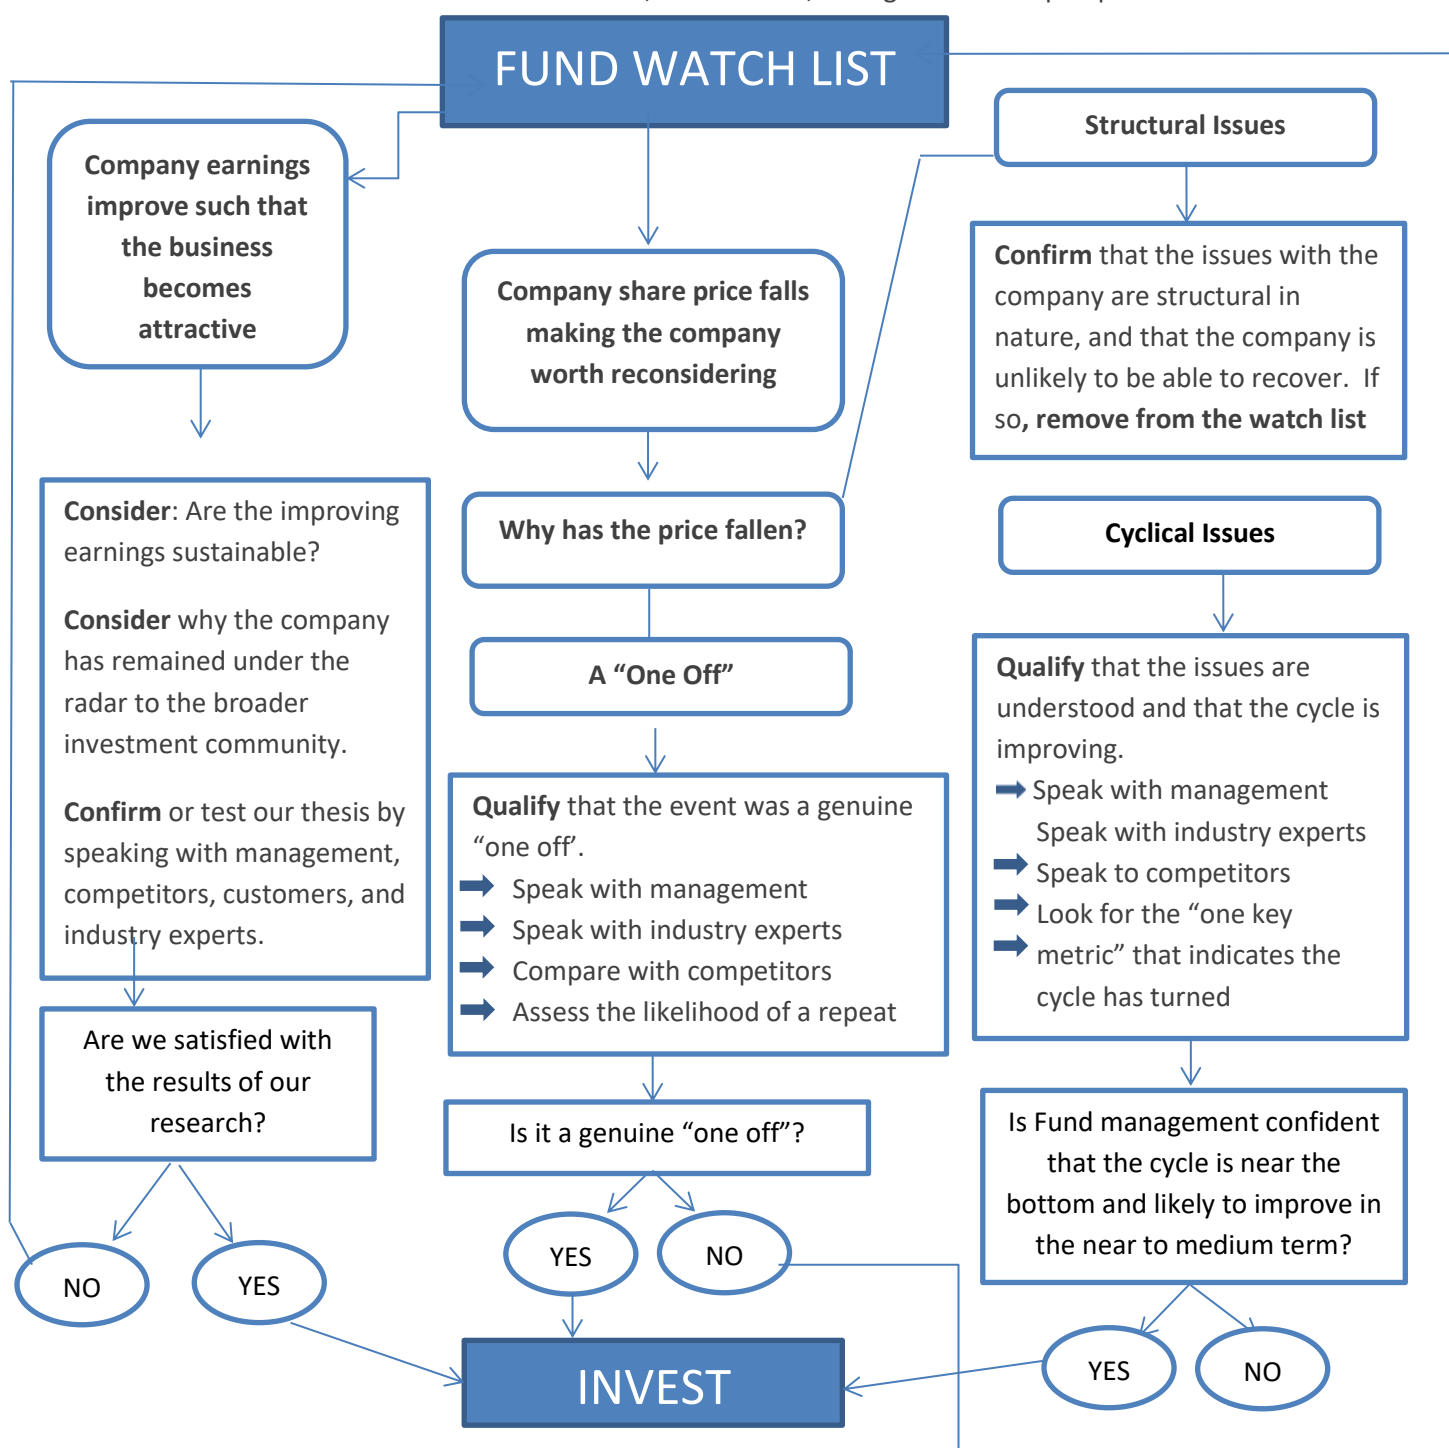 FUND WATCH LIST
Company earnings
improve such that
the business
becomes
attractive
Consider: Are the improving
earnings sustainable?
Consider why the company
has remained under the
radar to the broader
investment community.
Confirm or test our thesis by
speaking with management,
competitors, customers, and
industry experts.
Are we satisfied with
the results of our
research?
NO
YES
Company share price falls
making the company
worth reconsidering
Why has the price fallen?
A “One Off”
Qualify that the event was a genuine
“one off’.
Speak with management
Speak with industry experts
Compare with competitors
Assess the likelihood of a repeat
Is it a genuine “one off”?
YES
NO
INVEST
Structural Issues
Confirm that the issues with the
company are structural in
nature, and that the company is
unlikely to be able to recover.  If
so, remove from the watch list
Cyclical Issues
Qualify that the issues are
understood and that the cycle is
improving.
Speak with management
Speak with industry experts
Speak to competitors
Look for the “one key
metric” that indicates the
cycle has turned
Is Fund management confident
that the cycle is near the
bottom and likely to improve in
the near to medium term?
YES
NO